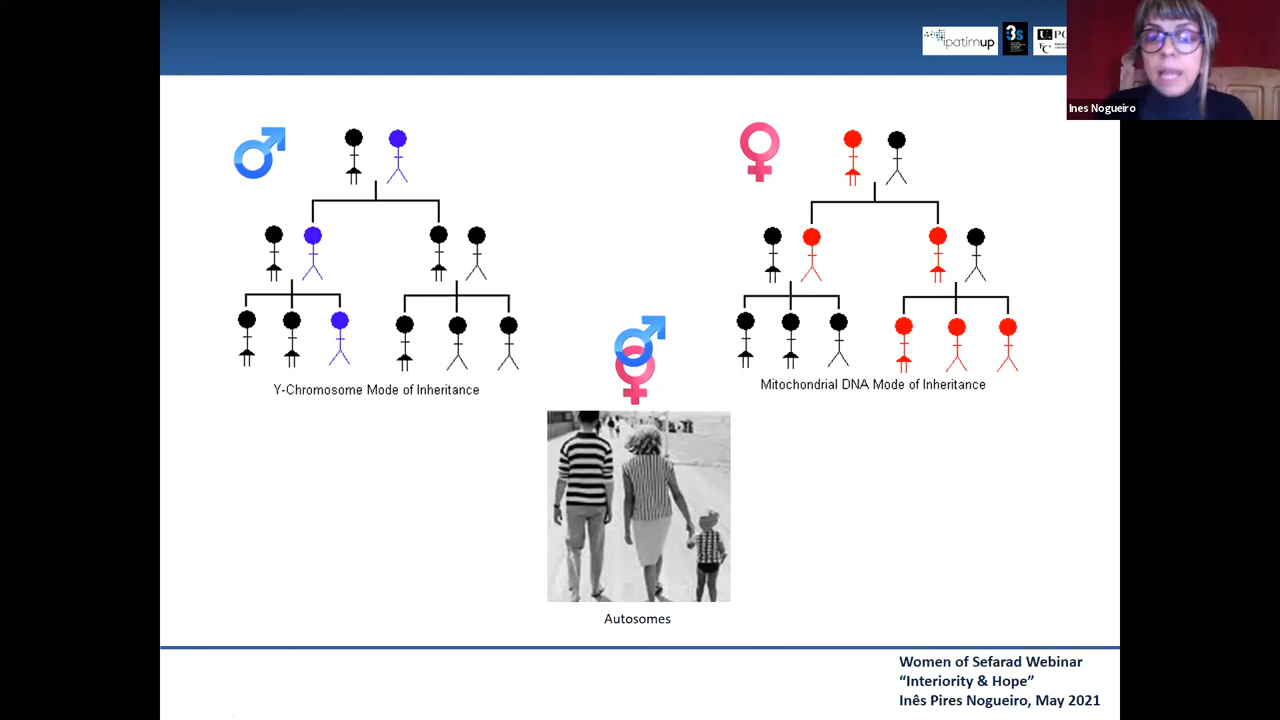 ipatimup
3s
Ines Nogueiro
Y-Chromosome Mode of Inheritance
Mitochondrial DNA Mode of Inheritance
Autosomes
Women of Sefarad Webinar
“Interiority & Hope”
Inês Pires Nogueiro, May 2021